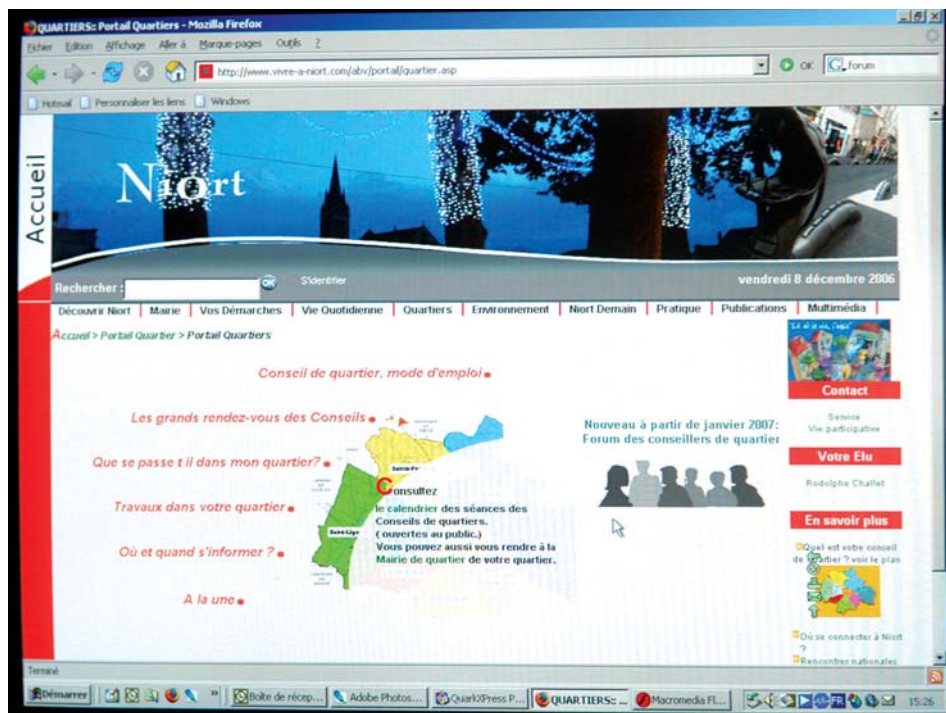 QUARTIERS:: Portail Quartiers - Mozilla Firefox
Fichier Edition Affichage Aller à Marque-pages Outils ?
http://www.vivre-a-niort.com/abv/portail/quartier.asp
OK
forum
Hotmail Personnaliser les liens Windows
Accueil
Niort
Rechercher :
OK
S'identifier
vendredi 8 décembre 2006
Découvrir Niort Mairie Vos Démarches Vie Quotidienne Quartiers Environnement Niort Demain Pratique Publications Multimédia
Accueil > Portail Quartier > Portail Quartiers
Conseil de quartier, mode d'emploi
Les grands rendez-vous des Conseils
Que se passe t il dans mon quartier?
Travaux dans votre quartier
Où et quand s'informer ?
A la une
Consultez
le calendrier des séances des
Conseils de quartiers.
( ouvertes au public.)
Vous pouvez aussi vous rendre à la
Mairie de quartier de votre quartier.
Nouveau à partir de janvier 2007:
Forum des conseillers de quartier
Contact
Service
Vie participative
Votre Elu
Rodolphe Challet
En savoir plus
Quel est votre conseil
de quartier ? voir le plan
Où se connecter à Niort
?
Rencontres nationales
Terminé
Démarrer
Boîte de récep...
Adobe Photos...
QuarkXPress P...
QUARTIERS:: ...
Macromedia Fl...
FR
15:26